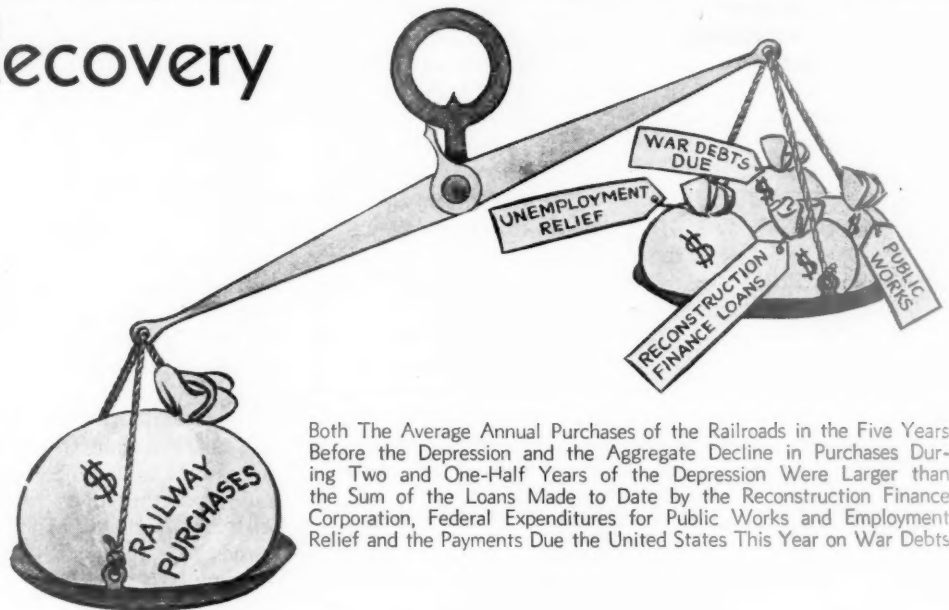 ecovery
WAR DEBTS
DUE
UNEMPLOYMENT
RELIEF
$
$
$
$
PUBLIC
WORKS
RECONSTRUCTION
FINANCE LOANS
$
RAILWAY
PURCHASES
Both The Average Annual Purchases of the Railroads in the Five Years
Before the Depression and the Aggregate Decline in Purchases Dur-
ing Two and One-Half Years of the Depression Were Larger than
the Sum of the Loans Made to Date by the Reconstruction Finance
Corporation, Federal Expenditures for Public Works and Employment
Relief and the Payments Due the United States This Year on War Debts